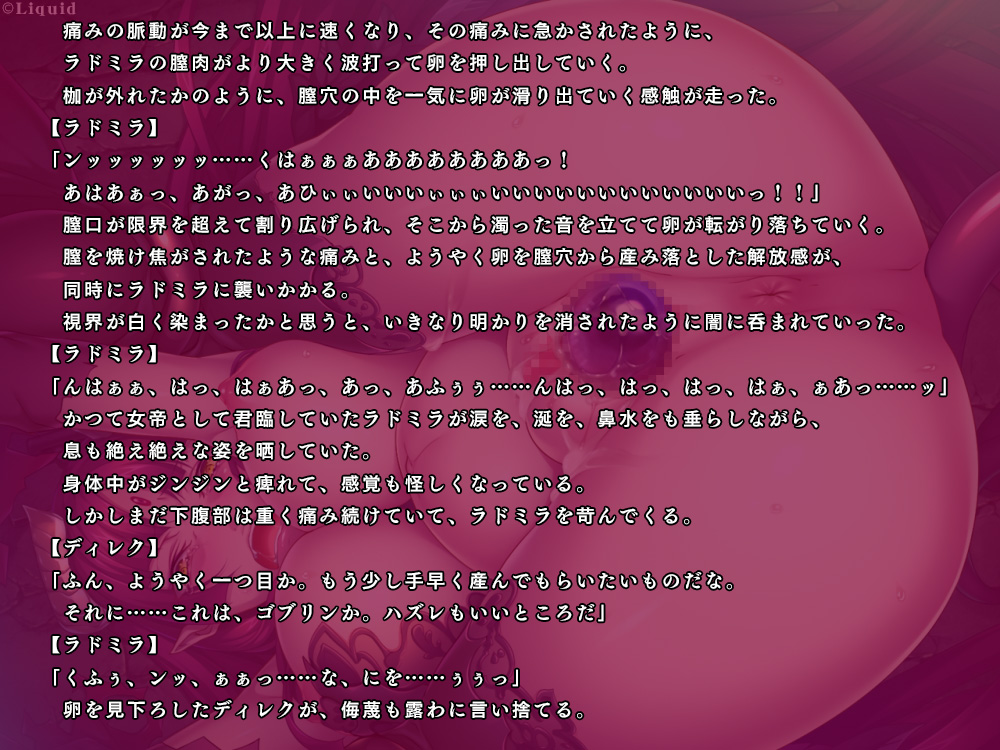 ©Liquid
痛みの脈動が今まで以上に速くなり、その痛みに急かされたように、
ラドミラの膣肉がより大きく波打って卵を押し出していく。
枷が外れたかのように、膣穴の中を一気に卵が滑り出ていく感触が走った。
【ラドミラ】
「ンッッッッッッ……くはぁぁぁああああああああっ！
あはあぁっ、あがっ、あひぃぃいいいぃぃぃいいいいいいいいいいいいっ！！」
膣口が限界を超えて割り広げられ、そこから濁った音を立てて卵が転がり落ちていく。
膣を焼け焦がされたような痛みと、ようやく卵を膣穴から産み落とした解放感が、
同時にラドミラに襲いかかる。
視界が白く染まったかと思うと、いきなり明かりを消されたように闇に呑まれていった。
【ラドミラ】
「んはぁぁ、はっ、はぁあっ、あっ、あふぅぅ……んはっ、はっ、はっ、はぁ、ぁあっ……ッ」
かつて女帝として君臨していたラドミラが涙を、涎を、鼻水をも垂らしながら、
息も絶え絶えな姿を晒していた。
身体中がジンジンと痺れて、感覚も怪しくなっている。
しかしまだ下腹部は重く痛み続けていて、ラドミラを苛んでくる。
【ディレク】
「ふん、ようやく一つ目か。もう少し手早く産んでもらいたいものだな。
それに……これは、ゴブリンか。ハズレもいいところだ」
【ラドミラ】
「くふぅ、ンッ、ぁぁっ……な、にを……ぅぅっ」
卵を見下ろしたディレクが、侮蔑も露わに言い捨てる。